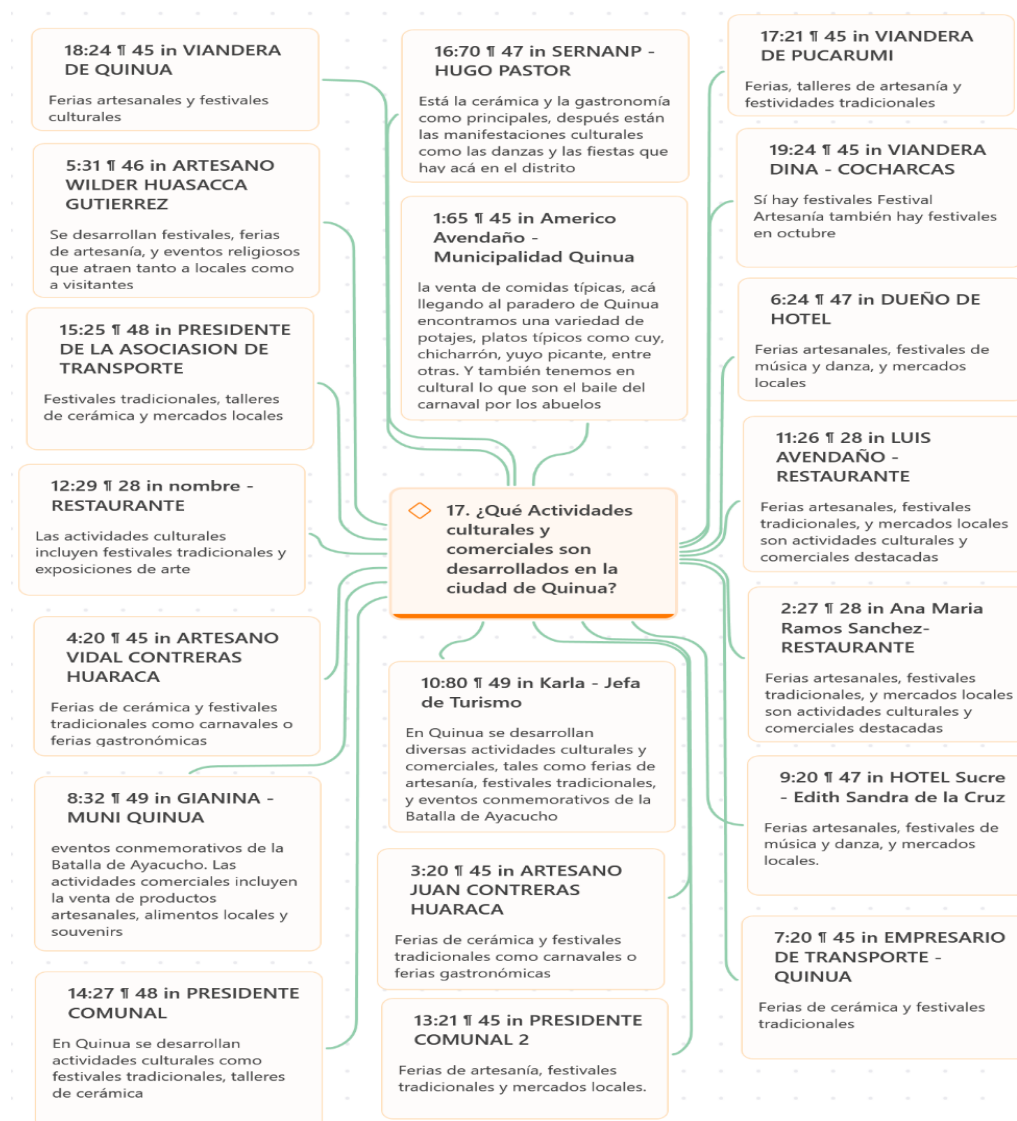 18:24 ¶ 45 in VIANDERA
DE QUINUA
Ferias artesanales y festivales
culturales
5:31 ¶ 46 in ARTESANO
WILDER HUASACCA
GUTIERREZ
Se desarrollan festivales, ferias
de artesanía, y eventos religiosos
que atraen tanto a locales como
a visitantes
15:25 ¶ 48 in PRESIDENTE
DE LA ASOCIASION DE
TRANSPORTE
Festivales tradicionales, talleres
de cerámica y mercados locales
12:29 ¶ 28 in nombre -
RESTAURANTE
Las actividades culturales
incluyen festivales tradicionales y
exposiciones de arte
4:20 ¶ 45 in ARTESANO
VIDAL CONTRERAS
HUARACA
Ferias de cerámica y festivales
tradicionales como carnavales o
ferias gastronómicas
8:32 ¶ 49 in GIANINA -
MUNI QUINUA
eventos conmemorativos de la
Batalla de Ayacucho. Las
actividades comerciales incluyen
la venta de productos
artesanales, alimentos locales y
souvenirs
14:27 ¶ 48 in PRESIDENTE
COMUNAL
En Quinua se desarrollan
actividades culturales como
festivales tradicionales, talleres
de cerámica
16:70 ¶ 47 in SERNANP -
HUGO PASTOR
Está la cerámica y la gastronomía
como principales, después están
las manifestaciones culturales
como las danzas y las fiestas que
hay acá en el distrito
1:65 ¶ 45 in Americo
Avendaño -
Municipalidad Quinua
la venta de comidas típicas, acá
llegando al paradero de Quinua
encontramos una variedad de
potajes, platos típicos como cuy,
chicharrón, yuyo picante, entre
otras. Y también tenemos en
cultural lo que son el baile del
carnaval por los abuelos
17. ¿Qué Actividades
culturales y
comerciales son
desarrollados en la
ciudad de Quinua?
10:80 ¶ 49 in Karla - Jefa
de Turismo
En Quinua se desarrollan
diversas actividades culturales y
comerciales, tales como ferias de
artesanía, festivales tradicionales,
y eventos conmemorativos de la
Batalla de Ayacucho
3:20 ¶ 45 in ARTESANO
JUAN CONTRERAS
HUARACA
Ferias de cerámica y festivales
tradicionales como carnavales o
ferias gastronómicas
13:21 ¶ 45 in PRESIDENTE
COMUNAL 2
Ferias de artesanía, festivales
tradicionales y mercados locales.
17:21 ¶ 45 in VIANDERA
DE PUCARUMI
Ferias, talleres de artesanía y
festividades tradicionales
19:24 ¶ 45 in VIANDERA
DINA - COCHARCAS
Sí hay festivales Festival
Artesanía también hay festivales
en octubre
6:24 ¶ 47 in DUEÑO DE
HOTEL
Ferias artesanales, festivales de
música y danza, y mercados
locales
11:26 ¶ 28 in LUIS
AVENDAÑO -
RESTAURANTE
Ferias artesanales, festivales
tradicionales, y mercados locales
son actividades culturales y
comerciales destacadas
2:27 ¶ 28 in Ana Maria
Ramos Sanchez-
RESTAURANTE
Ferias artesanales, festivales
tradicionales, y mercados locales
son actividades culturales y
comerciales destacadas
9:20 ¶ 47 in HOTEL Sucre
- Edith Sandra de la Cruz
Ferias artesanales, festivales de
música y danza, y mercados
locales.
7:20 ¶ 45 in EMPRESARIO
DE TRANSPORTE -
QUINUA
Ferias de cerámica y festivales
tradicionales